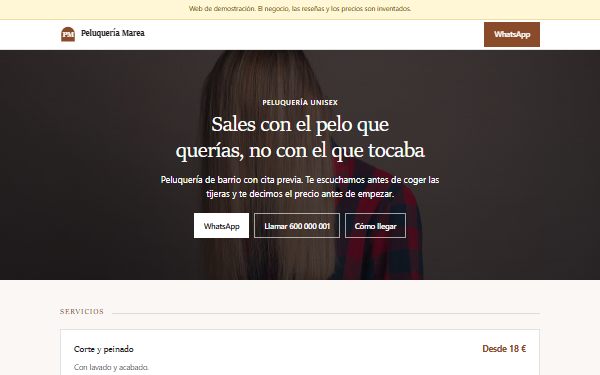 Web de demostración. El negocio, las reseñas y los precios son inventados.
PM
Peluquería Marea
WhatsApp
PELUQUERÍA UNISEX
Sales con el pelo que
querías, no con el que tocaba
Peluquería de barrio con cita previa. Te escuchamos antes de coger las
tijeras y te decimos el precio antes de empezar.
WhatsApp
Llamar 600 000 001
Cómo llegar
SERVICIOS
Corte y peinado
Desde 18 €
Con lavado y acabado.